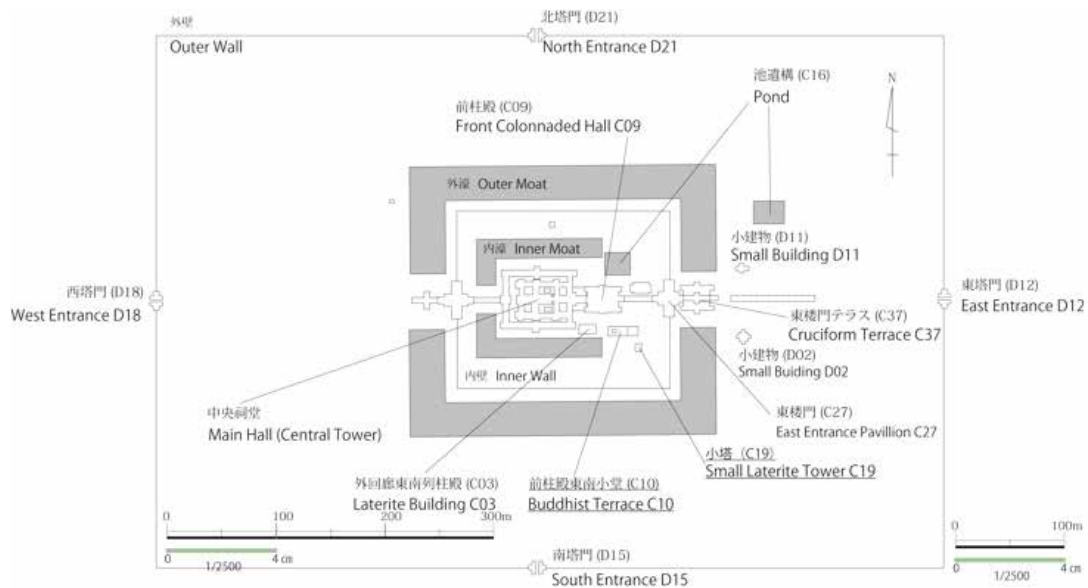 北塔門 (D21)
North Entrance D21
外壁
Outer Wall
池遺構 (C16)
Pond
N
前柱殿 (C09)
Front Colonnaded Hall C09
外濠 Outer Moat
内濠 Inner Moat
小建物 (D11)
Small Building D11
西塔門 (D18)
West Entrance D18
東塔門 (D12)
East Entrance D12
東楼門テラス (C37)
Cruciform Terrace C37
小建物 (D02)
Small Buiding D02
内壁 Inner Wall
中央祠堂
Main Hall (Central Tower)
東楼門 (C27)
East Entrance Pavillion C27
小塔 (C19)
Small Laterite Tower C19
外回廊東南列柱殿 (C03)
Laterite Building C03
前柱殿東南小堂 (C10)
Buddhist Terrace C10
0 100 200 300m
0 4 cm
1/2500
0 100m
0 4 cm
1/2500
南塔門 (D15)
South Entrance D15